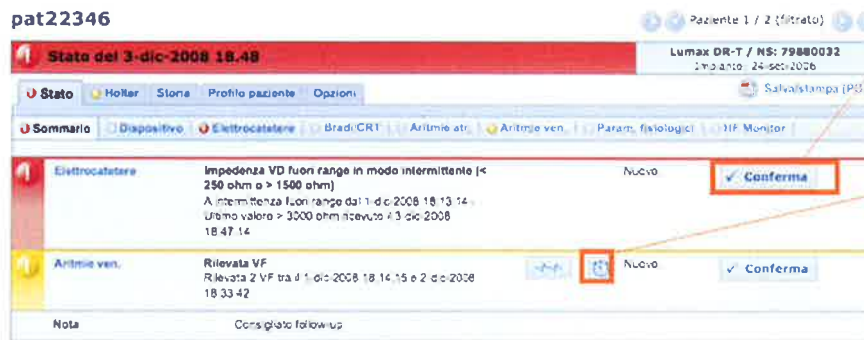 pat22346
Paziente 1 / 2 (filtrato)
Stato del 3-dic-2008 18.48
Lumax DR-T / NS: 79880032
Impianto: 24-set-2006
Stato Holter Storia Profilo paziente Opzioni
Salva/stampa (PD
Sommario Dispositivo Elettrocatetere Bradi/CRT Aritmie atr. Aritmie ven. Param. fisiologici HF Monitor
Elettrocatetere
Impedenza VD fuori range in modo intermittente (<
250 ohm o > 1500 ohm)
Nuovo
Conferma
A intermittenza fuori range dal 1-dic-2008 18.13.14
Ultimo valore > 3000 ohm ricevuto il 3-dic-2008
18.47.14
Aritmie ven.
Rilevata VF
Nuovo
Conferma
Rilevata 2 VF tra il 1-dic-2008 18.14.15 e 2-dic-2008
18.33.42
Nota
Consigliato follow-up